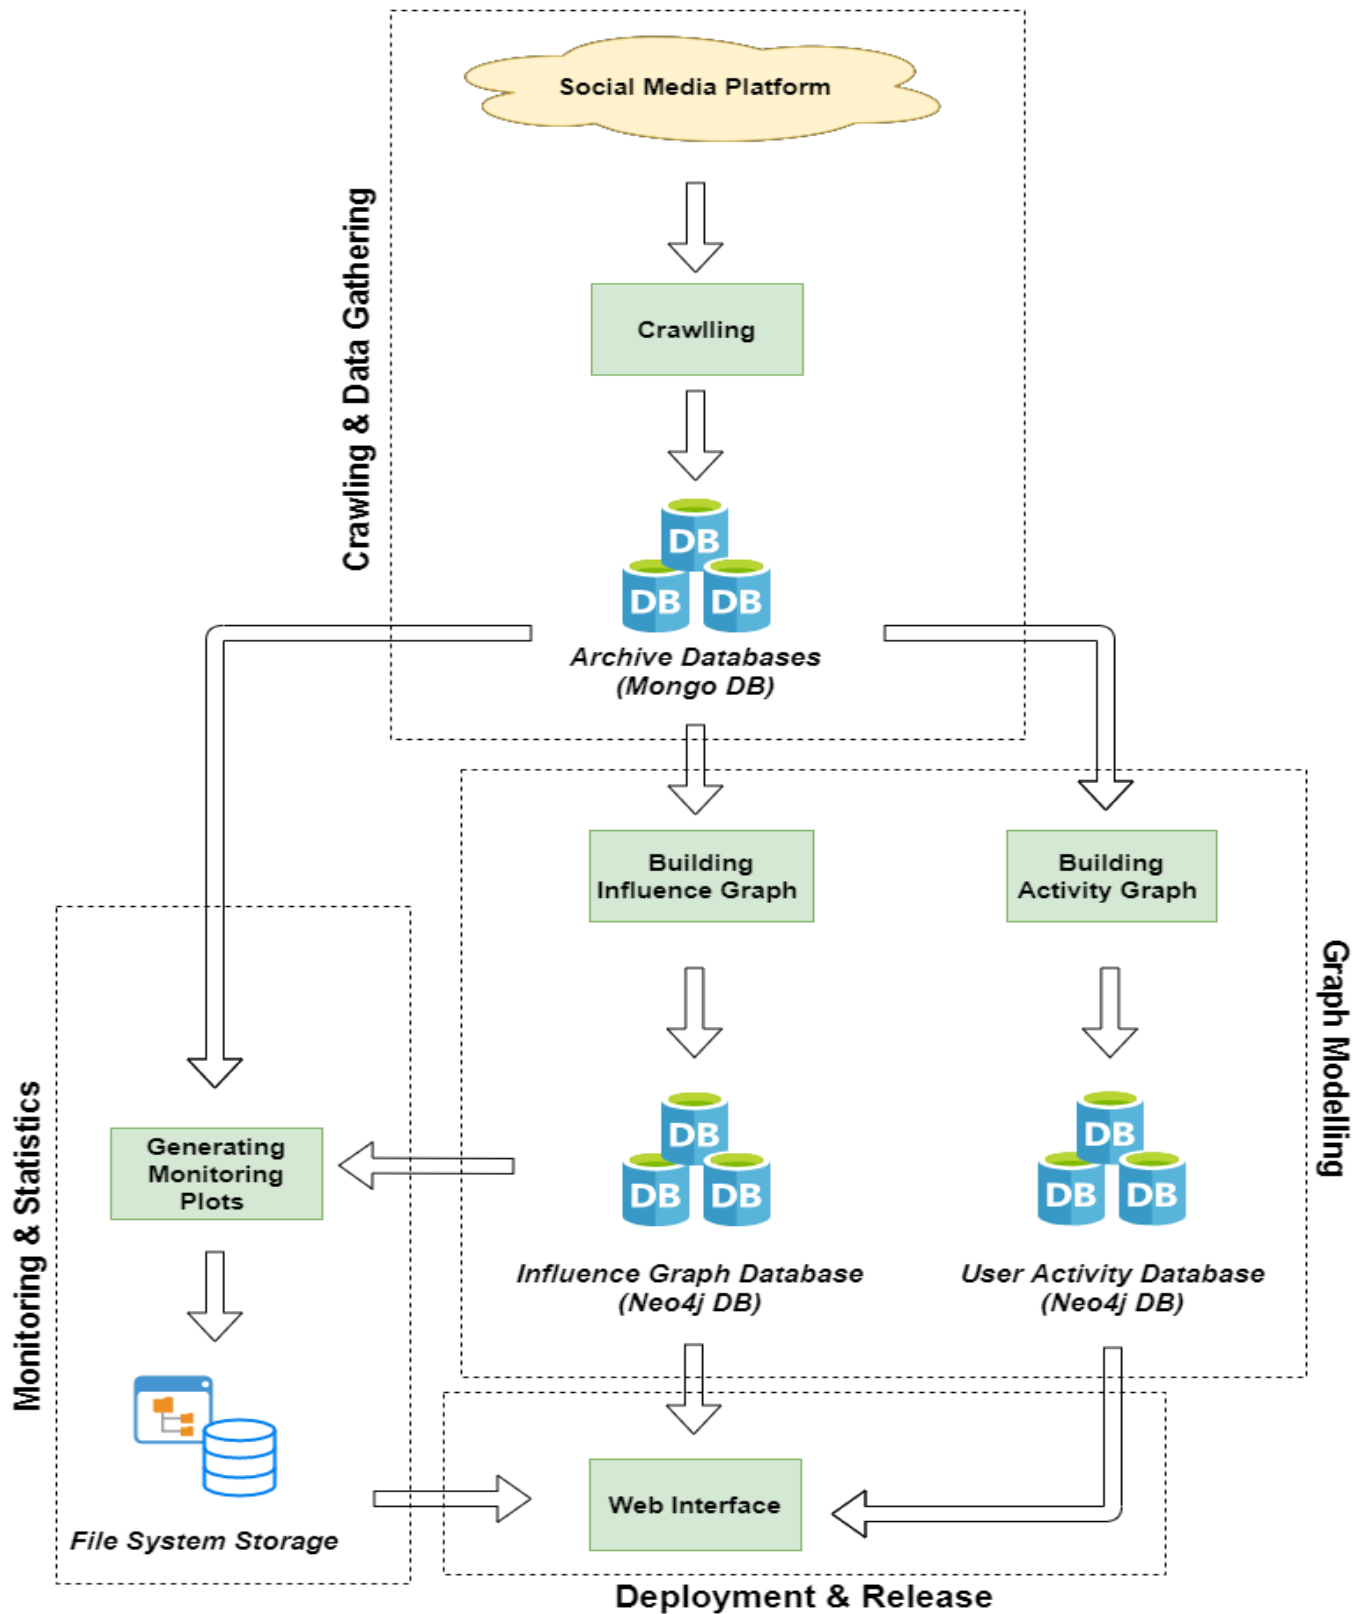 Social Media Platform
Crawling & Data Gathering
Crawlling
DB
DB DB
Archive Databases
(Mongo DB)
Building
Influence Graph
Building
Activity Graph
Graph Modelling
Monitoring & Statistics
Generating
Monitoring
Plots
DB
DB DB
DB
DB DB
Influence Graph Database
(Neo4j DB)
User Activity Database
(Neo4j DB)
File System Storage
Web Interface
Deployment & Release